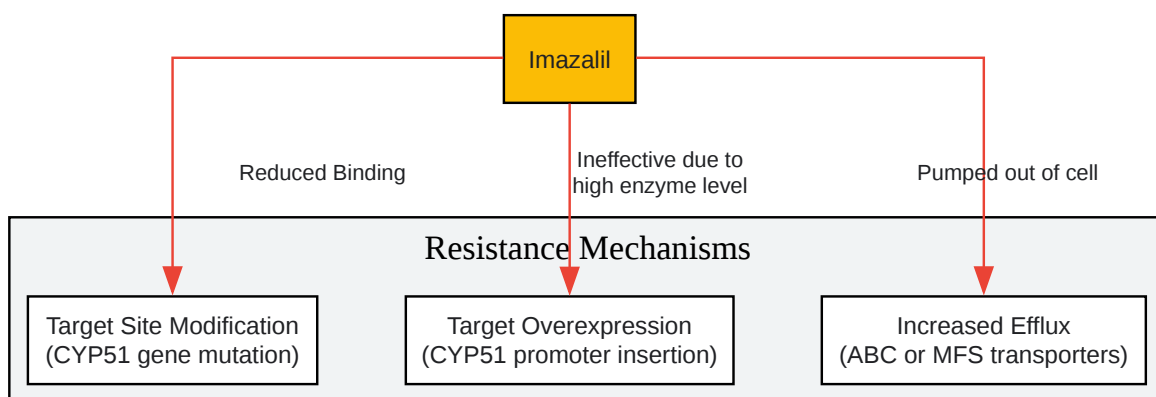 Imazalil
Reduced Binding
Ineffective due to
high enzyme level
Pumped out of cell
Resistance Mechanisms
Target Site Modification
(CYP51 gene mutation)
Target Overexpression
(CYP51 promoter insertion)
Increased Efflux
(ABC or MFS transporters)